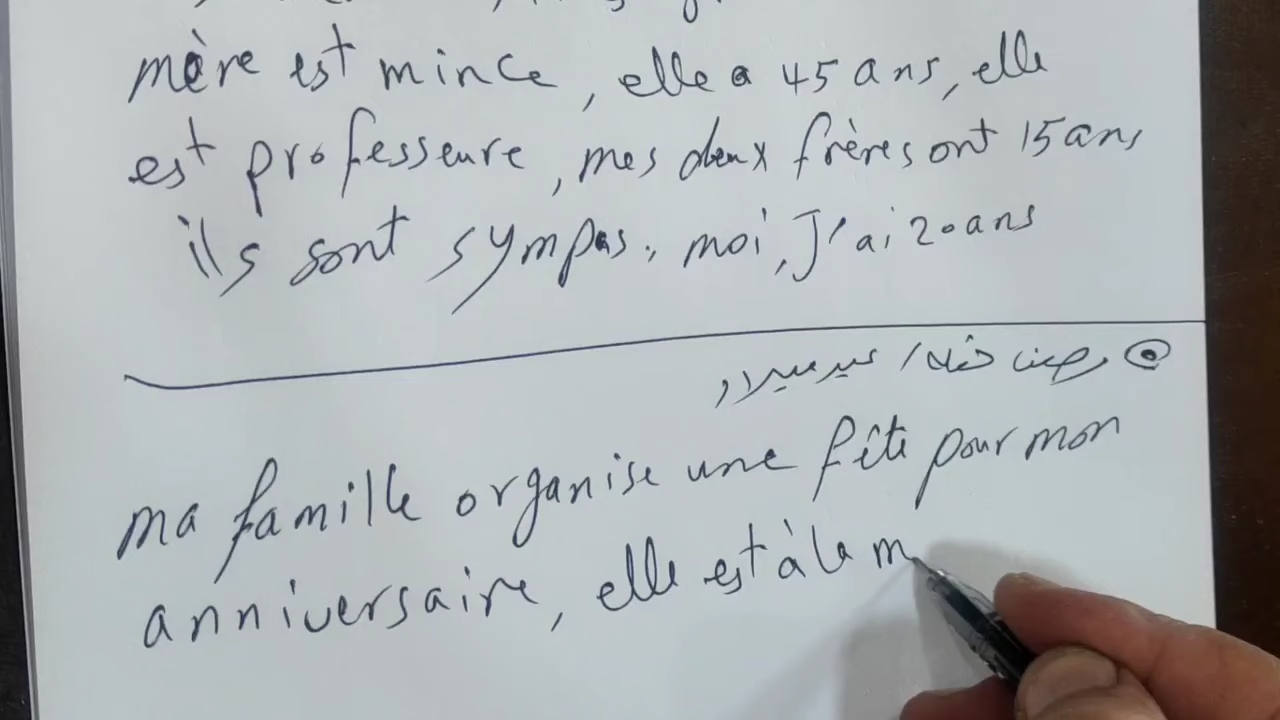 mère est mince, elle a 45 ans, elle
est professeure, mes deux frères ont 15 ans
ils sont sympas, moi, J'ai 20 ans
وصف حفلة / عيد ميلاد
ma famille organise une fête pour mon
anniversaire, elle est à la m